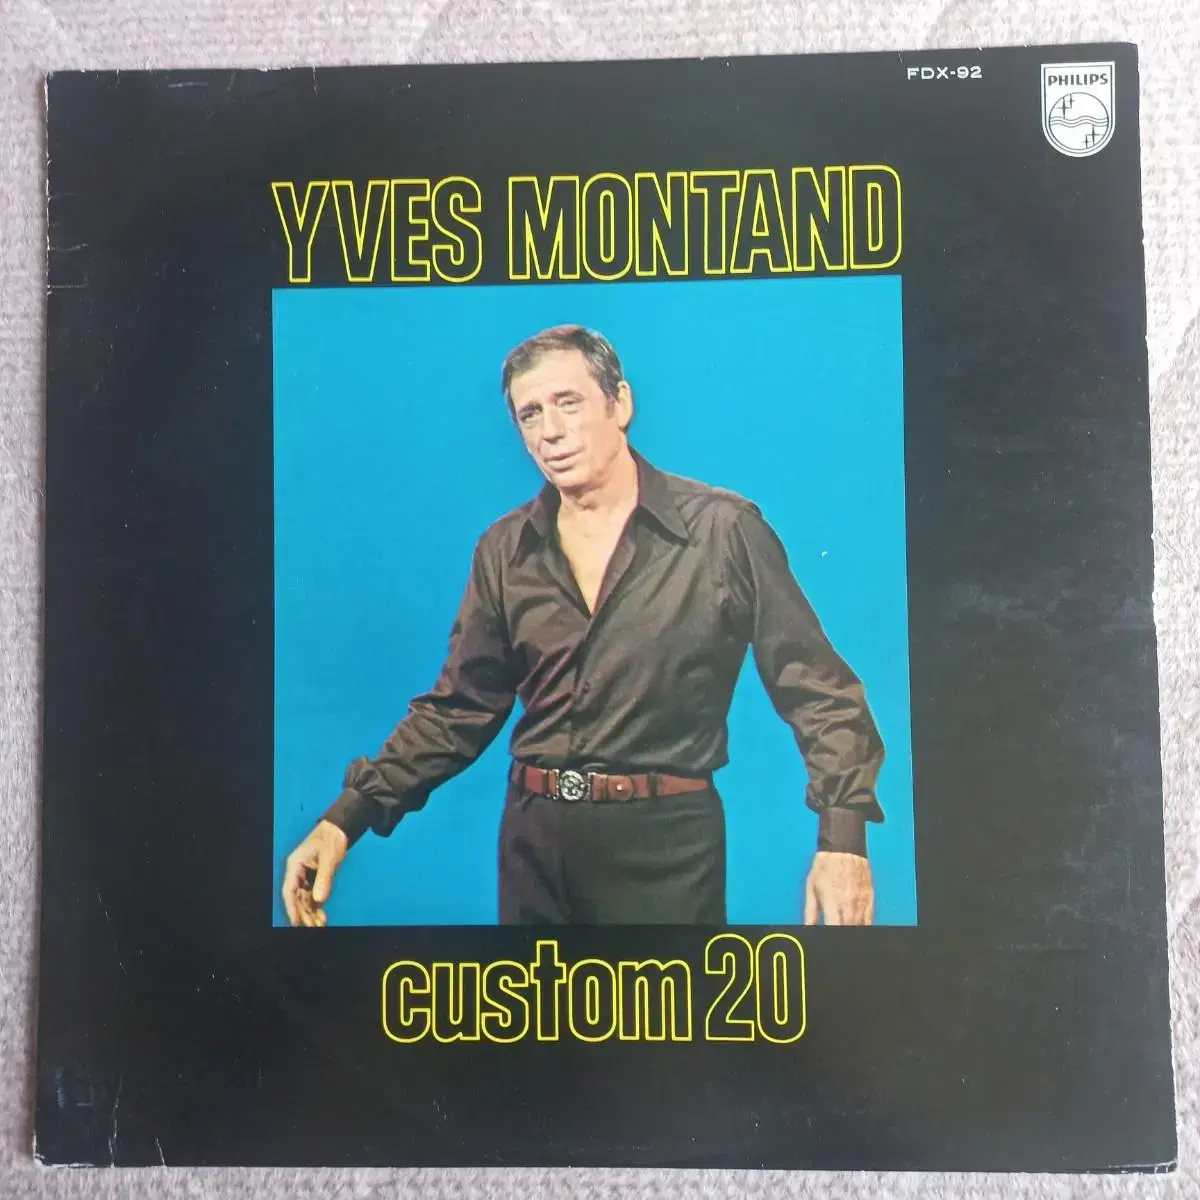 FDX-92
PHILIPS
YVES MONTAND
custom 20